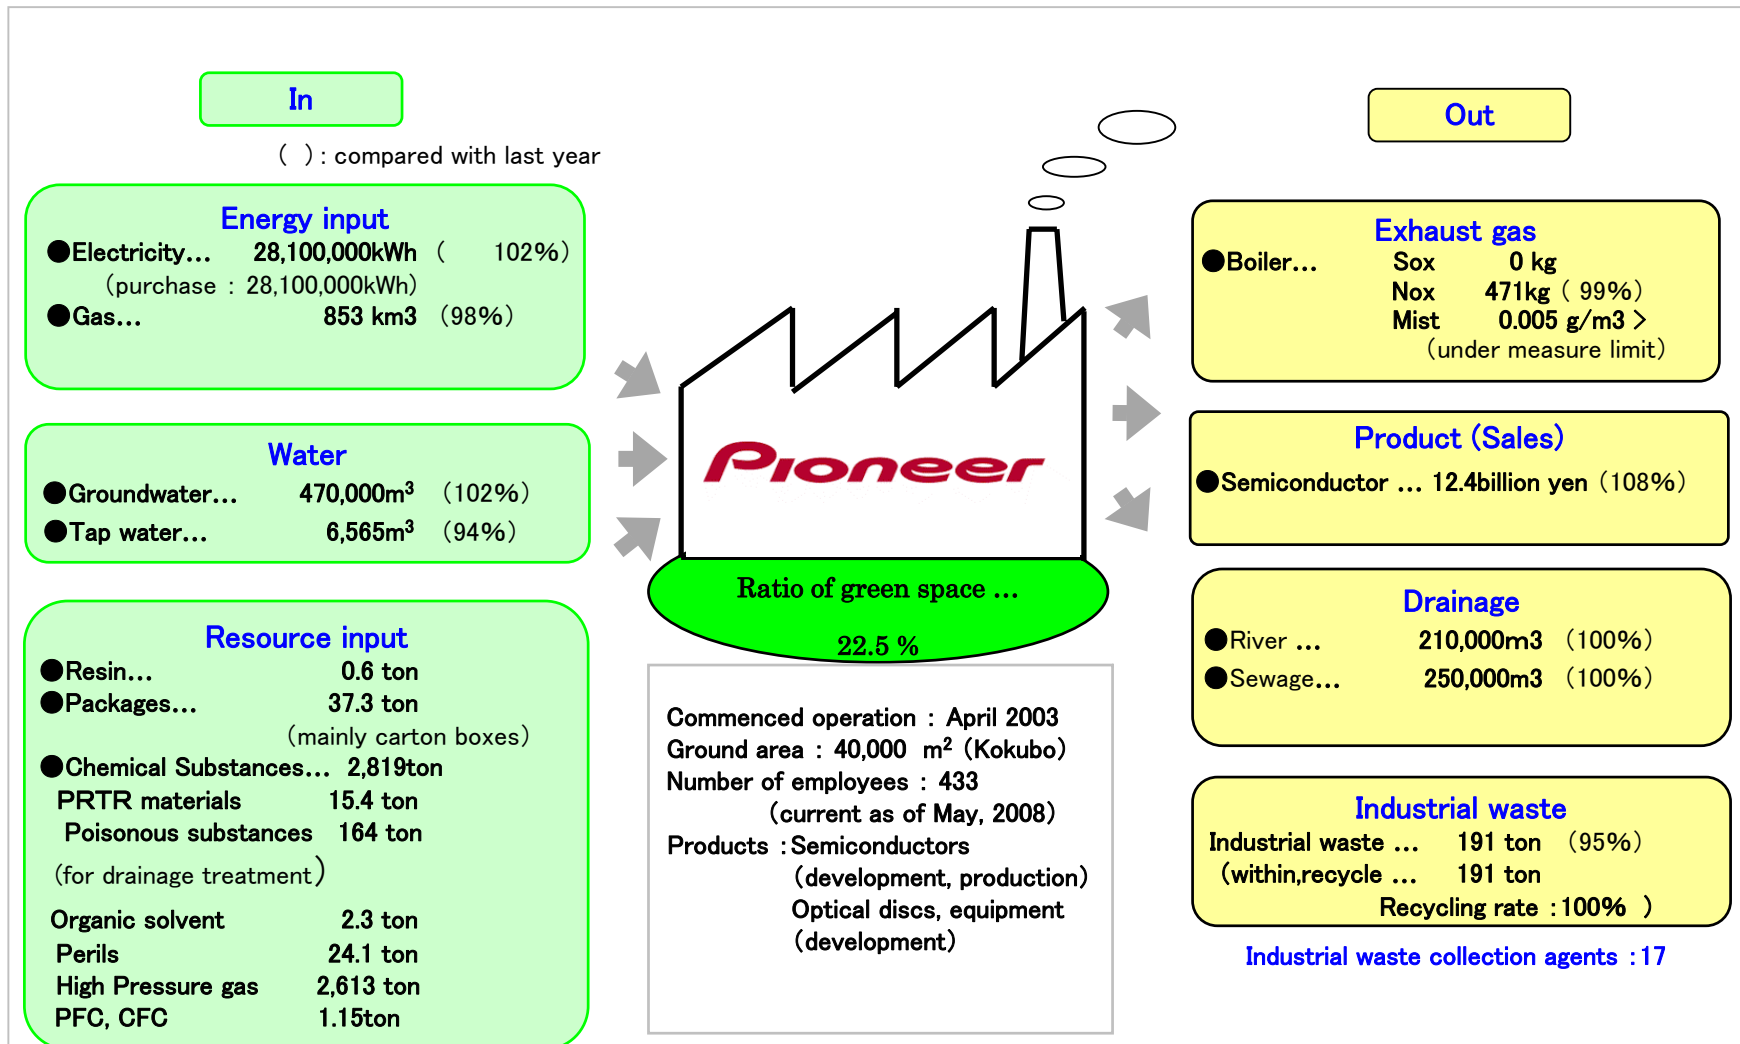 In
( ) : compared with last year
Energy input
●Electricity... 28,100,000kWh ( 102%)
(purchase : 28,100,000kWh)
●Gas... 853 km3 (98%)
Water
●Groundwater... 470,000m³ (102%)
●Tap water... 6,565m³ (94%)
Resource input
●Resin... 0.6 ton
●Packages... 37.3 ton
(mainly carton boxes)
●Chemical Substances... 2,819ton
PRTR materials 15.4 ton
Poisonous substances 164 ton
(for drainage treatment)
Organic solvent 2.3 ton
Perils 24.1 ton
High Pressure gas 2,613 ton
PFC, CFC 1.15ton
Pioneer
Ratio of green space ...
22.5 %
Commenced operation : April 2003
Ground area : 40,000 m² (Kokubo)
Number of employees : 433
(current as of May, 2008)
Products : Semiconductors
(development, production)
Optical discs, equipment
(development)
Out
Exhaust gas
●Boiler... Sox 0 kg
Nox 471kg ( 99%)
Mist 0.005 g/m3 >
(under measure limit)
Product (Sales)
●Semiconductor ... 12.4billion yen (108%)
Drainage
●River ... 210,000m3 (100%)
●Sewage... 250,000m3 (100%)
Industrial waste
Industrial waste ... 191 ton (95%)
(within,recycle ... 191 ton
Recycling rate : 100% )
Industrial waste collection agents : 17